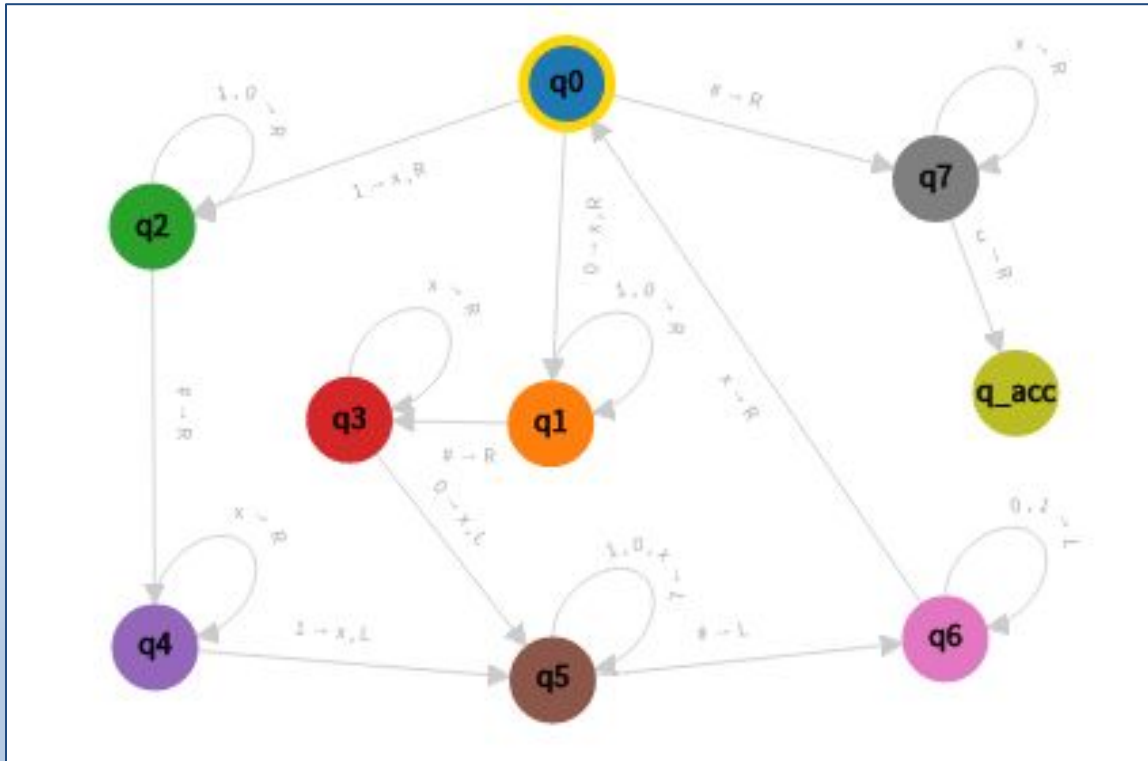 q0
# → R
x → R
1,0 → R
q7
q2
1 → x,R
0 → x,R
⊔ → R
x → R
1,0 → R
q3
q1
q_acc
# → R
x → R
# → R
0 → x,L
x → R
1,0,x → L
0,1 → L
q4
1 → x,L
q5
# → L
q6